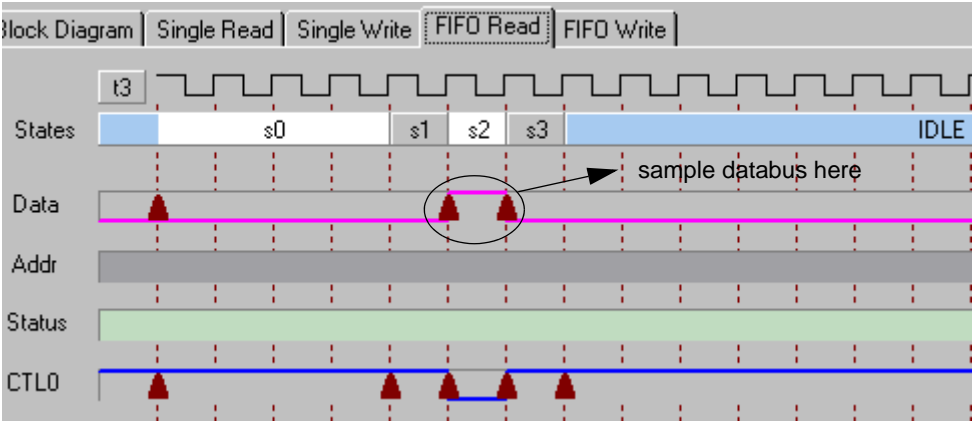 Block Diagram Single Read Single Write FIFO Read FIFO Write
t3
States s0 s1 s2 s3 IDLE
sample databus here
Data
Addr
Status
CTL0